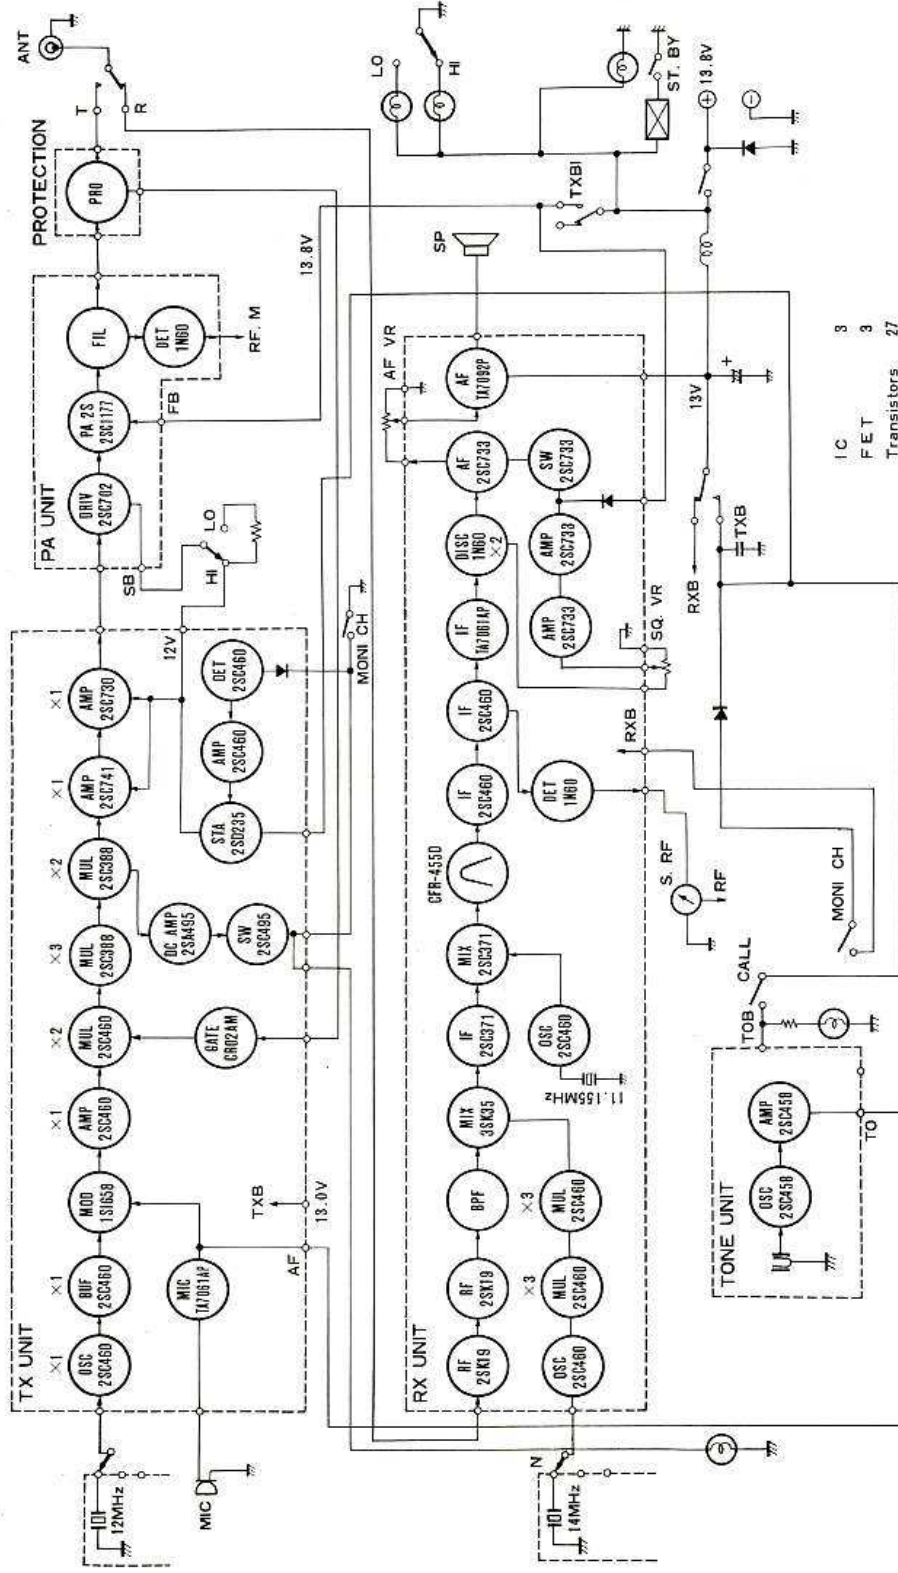 ANT
T
R
PROTECTION
PRO
PA UNIT
DRIV
2SC702
PA 2S
2SC1177
FIL
DET
1N60
RF. M
FB
SB
13.8V
LO
HI
TX UNIT
×1
OSC
2SC460
×1
BUF
2SC460
MOD
1S1658
×1
AMP
2SC460
×2
MUL
2SC460
×3
MUL
2SC388
×2
MUL
2SC388
×1
AMP
2SC741
×1
AMP
2SC730
MIC
TA7061AP
GATE
CR02AM
DC AMP
2SA495
SW
2SC495
STA
2SD235
AMP
2SC460
DET
2SC460
12V
TXB
13.0V
AF
MONI CH
12MHz
MIC
LO
HI
ST. BY
TXBI
13.8V
SP
RX UNIT
RF
2SK19
RF
2SK19
BPF
MIX
3SK35
IF
2SC371
MIX
2SC371
CFR-455D
IF
2SC460
IF
2SC460
IF
TA7061AP
DISC
1N60
×2
AF
2SC733
AF
TA7092P
AF VR
OSC
2SC460
×3
MUL
2SC460
×3
MUL
2SC460
OSC
2SC460
11.155MHz
DET
1N60
AMP
2SC733
AMP
2SC733
SW
2SC733
RXB
SQ. VR
S. RF
RF
N
14MHz
13V
RXB
TXB
MONI CH
CALL
TOB
TONE UNIT
OSC
2SC458
AMP
2SC458
TO
IC 3
FET 3
Transistors 27